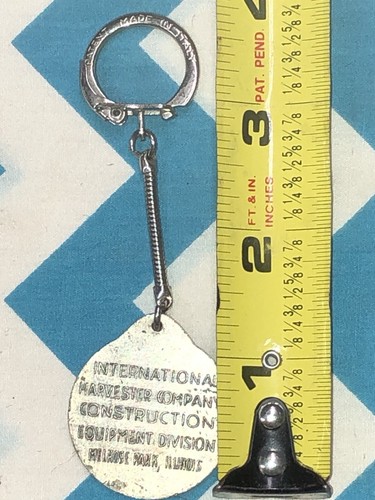 PATENT MADE IN ITALY
INTERNATIONAL
HARVESTER COMPANY
CONSTRUCTION
EQUIPMENT DIVISION
MELROSE PARK, ILLINOIS
PAT. PEND.
3
FT. & IN.
INCHES
2
1